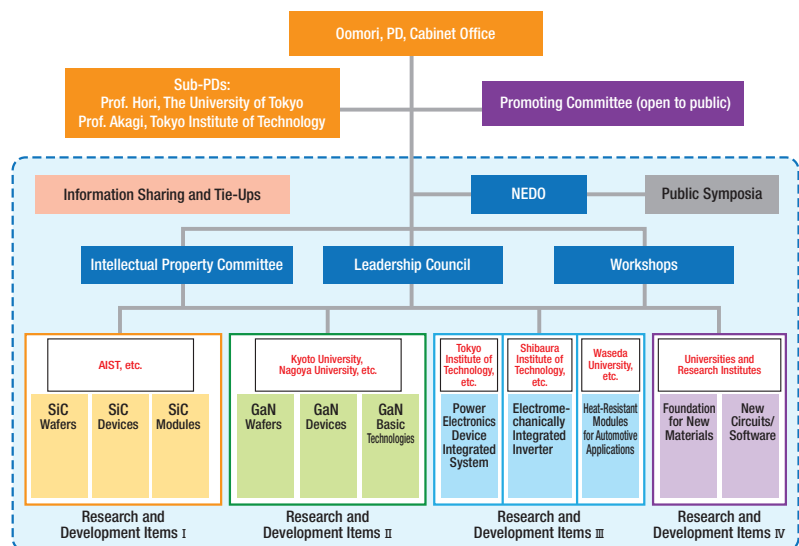 Oomori, PD, Cabinet Office
Sub-PDs:
Prof. Hori, The University of Tokyo
Prof. Akagi, Tokyo Institute of Technology
Promoting Committee (open to public)
Information Sharing and Tie-Ups
NEDO
Public Symposia
Intellectual Property Committee
Leadership Council
Workshops
AIST, etc.
SiC
Wafers
SiC
Devices
SiC
Modules
Research and
Development Items Ⅰ
Kyoto University,
Nagoya University, etc.
GaN
Wafers
GaN
Devices
GaN
Basic
Technologies
Research and
Development Items Ⅱ
Tokyo
Institute of
Technology,
etc.
Power
Electronics
Device
Integrated
System
Shibaura
Institute of
Technology,
etc.
Electrome-
chanically
Integrated
Inverter
Waseda
University,
etc.
Heat-Resistant
Modules
for Automotive
Applications
Research and
Development Items Ⅲ
Universities and
Research Institutes
Foundation
for New
Materials
New
Circuits/
Software
Research and
Development Items Ⅳ